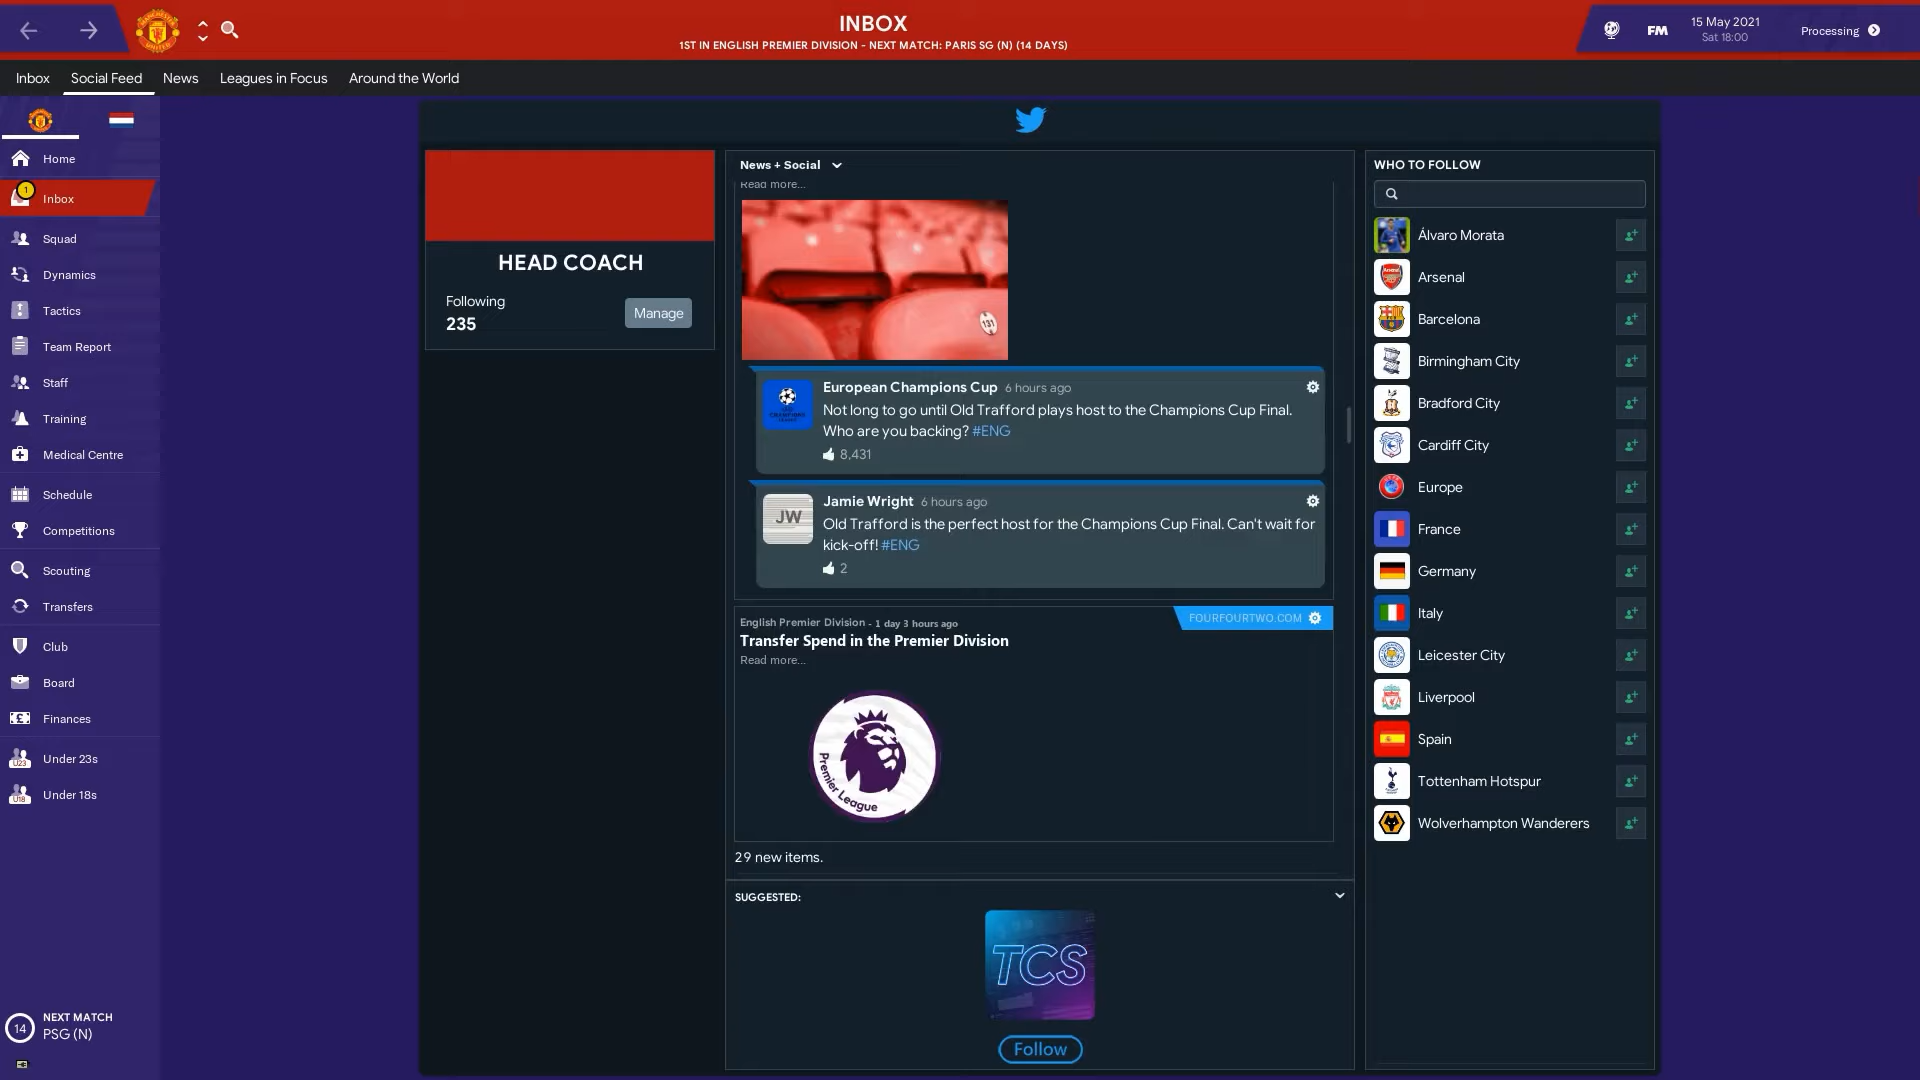 INBOX
1ST IN ENGLISH PREMIER DIVISION - NEXT MATCH: PARIS SG (N) (14 DAYS)
FM
15 May 2021
Sat 18:00
Processing
Inbox
Social Feed
News
Leagues in Focus
Around the World
Home
1
Inbox
Squad
Dynamics
Tactics
Team Report
Staff
Training
Medical Centre
Schedule
Competitions
Scouting
Transfers
Club
Board
Finances
U23
Under 23s
U18
Under 18s
14
NEXT MATCH
PSG (N)
HEAD COACH
Following
235
Manage
News + Social
Read more...
131
European Champions Cup 6 hours ago
Not long to go until Old Trafford plays host to the Champions Cup Final.
Who are you backing? #ENG
8,431
JW
Jamie Wright 6 hours ago
Old Trafford is the perfect host for the Champions Cup Final. Can't wait for
kick-off! #ENG
2
English Premier Division - 1 day 3 hours ago
FOURFOURTWO.COM
Transfer Spend in the Premier Division
Read more...
Premier League
29 new items.
SUGGESTED:
TCS
Follow
WHO TO FOLLOW
Álvaro Morata
Arsenal
Barcelona
Birmingham City
Bradford City
Cardiff City
Europe
France
Germany
Italy
Leicester City
Liverpool
Spain
Tottenham Hotspur
Wolverhampton Wanderers